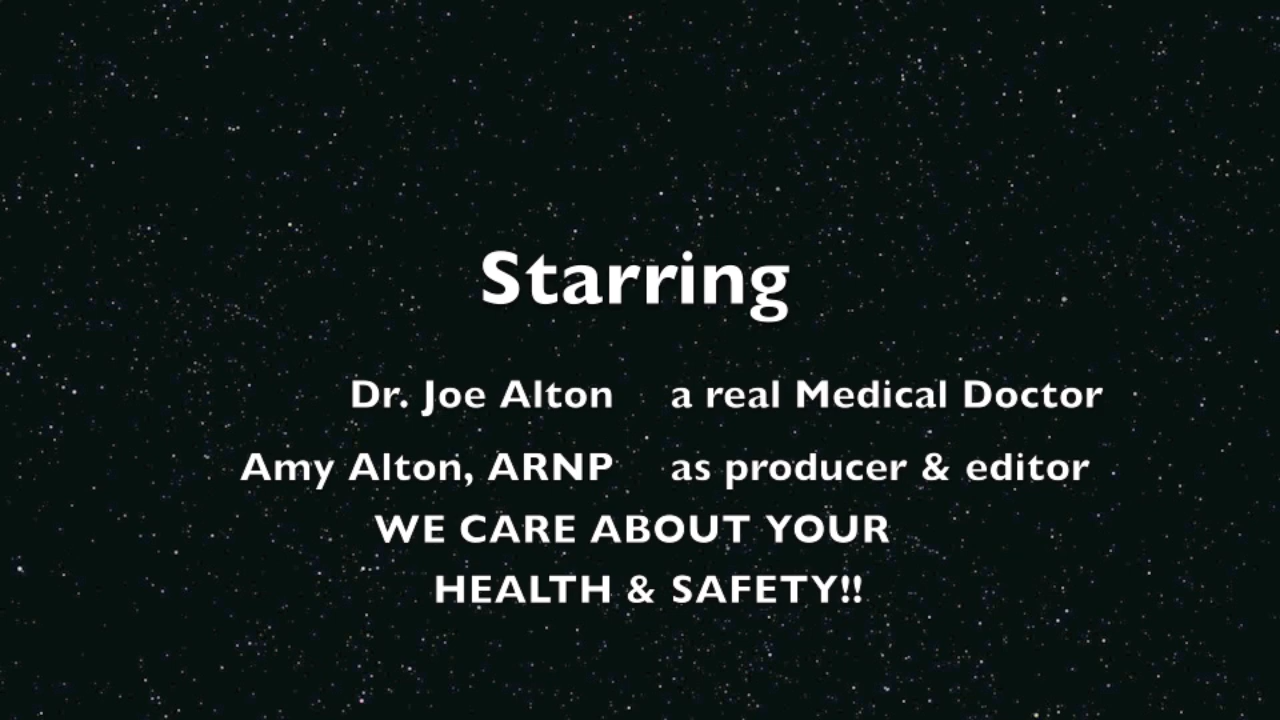 Starring
Dr. Joe Alton a real Medical Doctor
Amy Alton, ARNP as producer & editor
WE CARE ABOUT YOUR
HEALTH & SAFETY!!